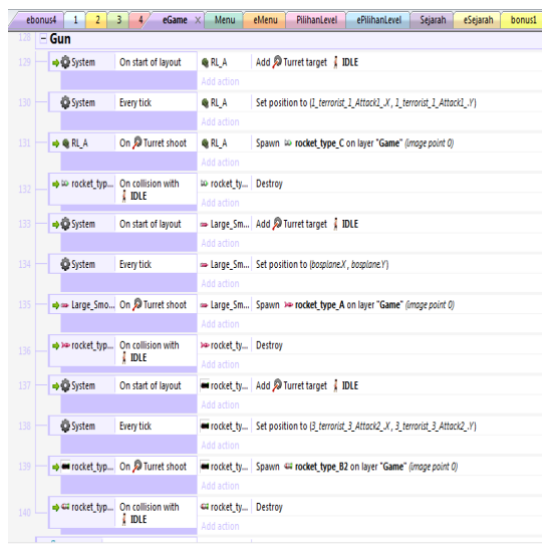 ebonus4 1 2 3 4 eGame × Menu eMenu PilihanLevel ePilihanLevel Sejarah eSejarah bonus1
128 Gun
129 System On start of layout RL_A Add Turret target IDLE
Add action
130 System Every tick RL_A Set position to (1_terrorist_1_Attack1_.X, 1_terrorist_1_Attack1_.Y)
Add action
131 RL_A On Turret shoot RL_A Spawn rocket_type_C on layer "Game" (image point 0)
Add action
132 rocket_typ... On collision with rocket_ty... Destroy
IDLE
Add action
133 System On start of layout Large_Sm... Add Turret target IDLE
Add action
134 System Every tick Large_Sm... Set position to (bosplane.X, bosplane.Y)
Add action
135 Large_Smo... On Turret shoot Large_Sm... Spawn rocket_type_A on layer "Game" (image point 0)
Add action
136 rocket_typ... On collision with rocket_ty... Destroy
IDLE
Add action
137 System On start of layout rocket_ty... Add Turret target IDLE
Add action
138 System Every tick rocket_ty... Set position to (3_terrorist_3_Attack2_.X, 3_terrorist_3_Attack2_.Y)
Add action
139 rocket_typ... On Turret shoot rocket_ty... Spawn rocket_type_B2 on layer "Game" (image point 0)
Add action
140 rocket_typ... On collision with rocket_ty... Destroy
IDLE
Add action